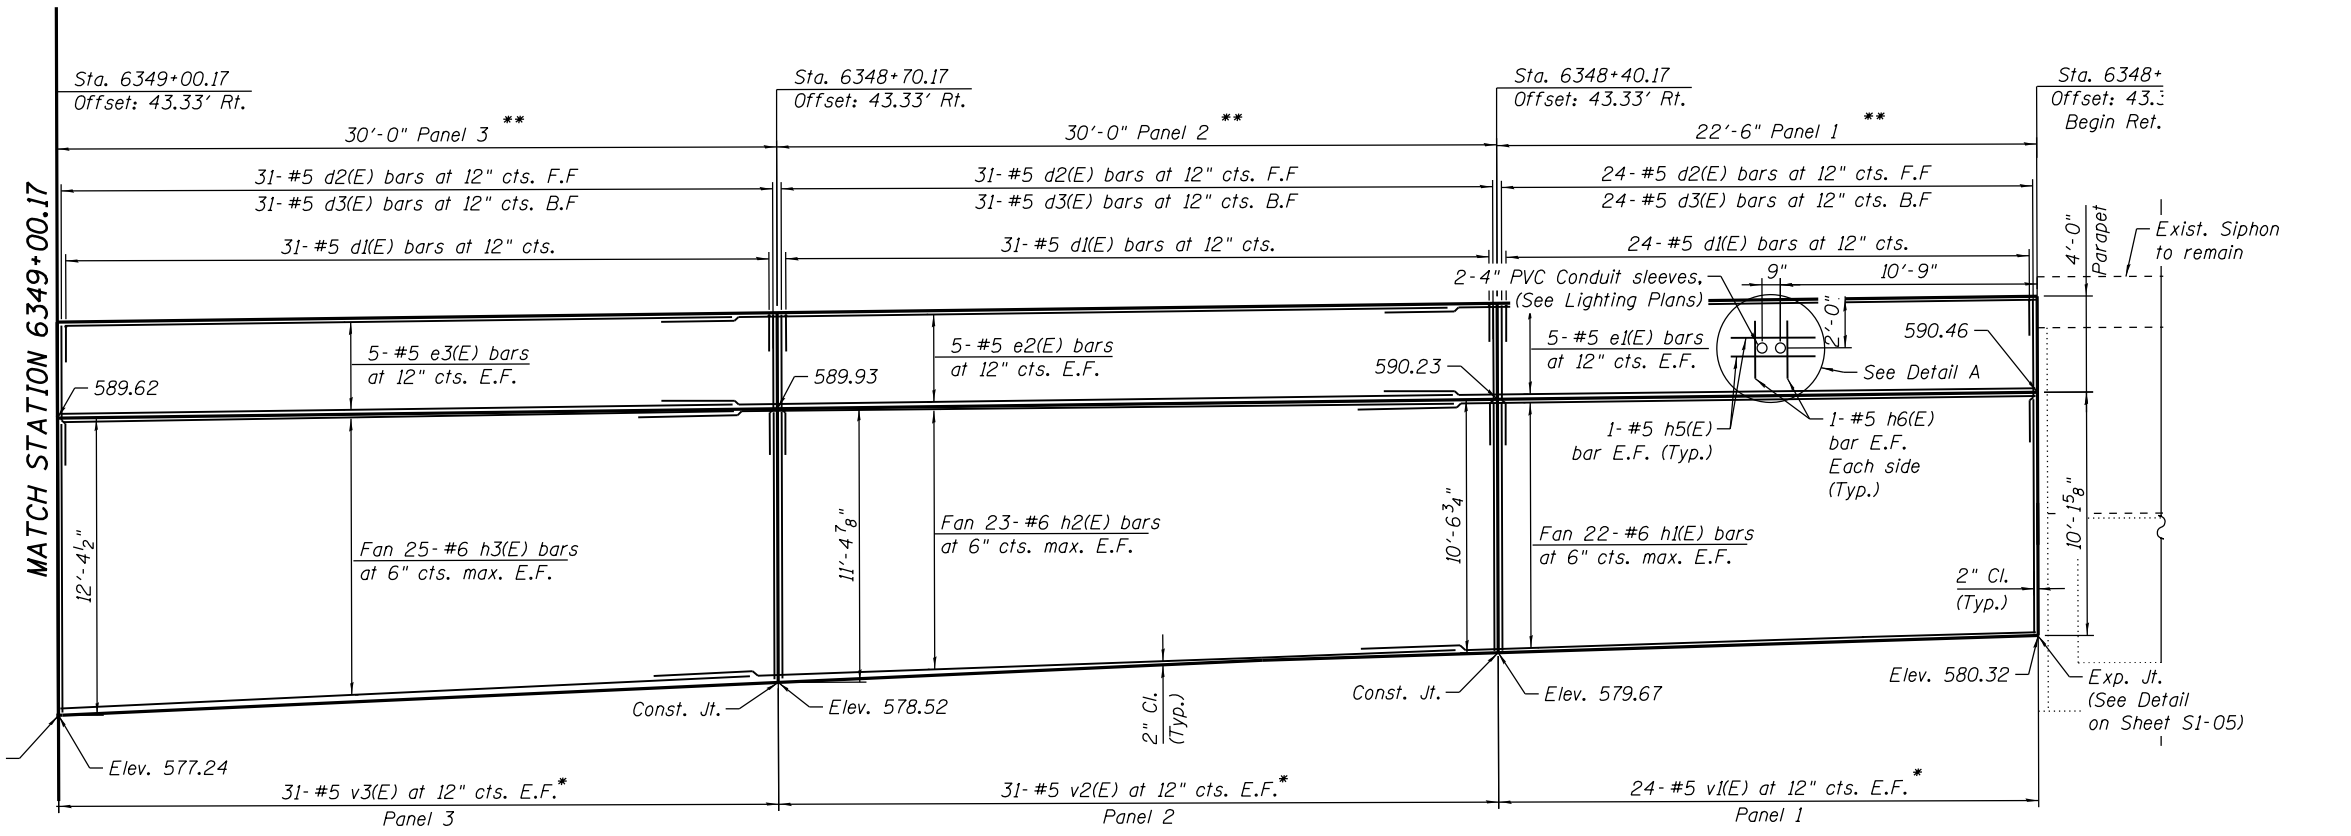 Sta. 6349+00.17
Offset: 43.33' Rt.
Sta. 6348+70.17
Offset: 43.33' Rt.
Sta. 6348+40.17
Offset: 43.33' Rt.
Sta. 6348+
Offset: 43.3
Begin Ret.
30'-0" Panel 3 **
30'-0" Panel 2 **
22'-6" Panel 1 **
31-#5 d2(E) bars at 12" cts. F.F
31-#5 d3(E) bars at 12" cts. B.F
31-#5 d2(E) bars at 12" cts. F.F
31-#5 d3(E) bars at 12" cts. B.F
24-#5 d2(E) bars at 12" cts. F.F
24-#5 d3(E) bars at 12" cts. B.F
31-#5 d1(E) bars at 12" cts.
31-#5 d1(E) bars at 12" cts.
24-#5 d1(E) bars at 12" cts.
MATCH STATION 6349+00.17
4'-0"
Parapet
Exist. Siphon
to remain
2-4" PVC Conduit sleeves,
(See Lighting Plans)
9"
10'-9"
2'-0"
5-#5 e3(E) bars
at 12" cts. E.F.
5-#5 e2(E) bars
at 12" cts. E.F.
5-#5 e1(E) bars
at 12" cts. E.F.
589.62
589.93
590.23
590.46
See Detail A
1-#5 h5(E)
bar E.F. (Typ.)
1-#5 h6(E)
bar E.F.
Each side
(Typ.)
12'-4 1/2"
Fan 25-#6 h3(E) bars
at 6" cts. max. E.F.
11'-4 7/8"
Fan 23-#6 h2(E) bars
at 6" cts. max. E.F.
10'-6 3/4"
Fan 22-#6 h1(E) bars
at 6" cts. max. E.F.
10'-1 5/8"
2" Cl.
(Typ.)
Const. Jt.
Elev. 578.52
2" Cl.
(Typ.)
Const. Jt.
Elev. 579.67
Elev. 580.32
Exp. Jt.
(See Detail
on Sheet S1-05)
Elev. 577.24
31-#5 v3(E) at 12" cts. E.F.*
Panel 3
31-#5 v2(E) at 12" cts. E.F.*
Panel 2
24-#5 v1(E) at 12" cts. E.F.*
Panel 1